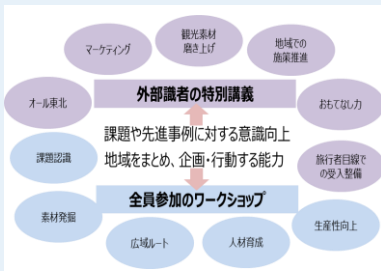 マーケティング
観光素材
磨き上げ
地域での
施策推進
オール東北
外部識者の特別講義
おもてなし力
課題や先進事例に対する意識向上
地域をまとめ、企画・行動する能力
課題認識
旅行者目線で
の受入整備
全員参加のワークショップ
素材発掘
生産性向上
広域ルート
人材育成